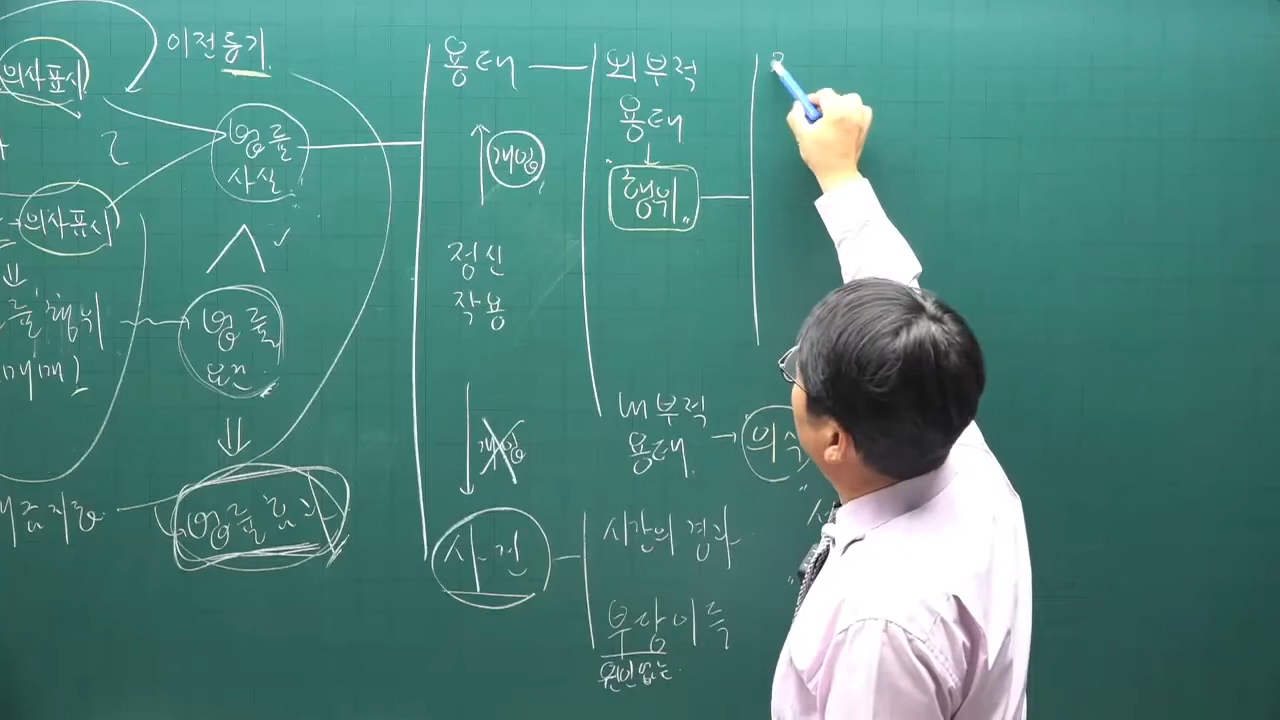 이전등기
의사표시
법률
사실
의사표시
법률
요건
률행위
(매매)
법률효과
용태
개입
정신
작용
개입
사건
외부적
용태
행위
내부적
용태
의식
시간의 경과
부당이득
원인없는